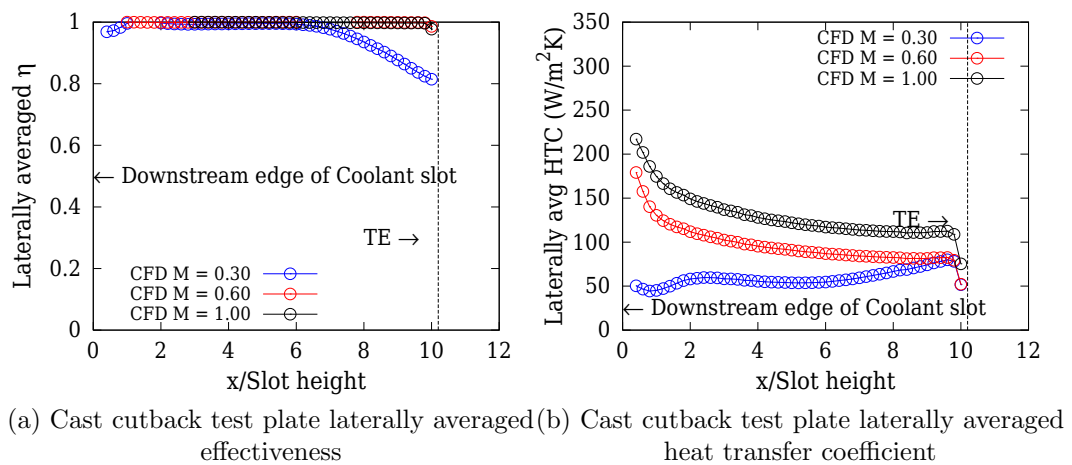 1
0.8
0.6
0.4
0.2
0
Laterally averaged η
← Downstream edge of Coolant slot
TE →
CFD M = 0.30
CFD M = 0.60
CFD M = 1.00
0 2 4 6 8 10 12
x/Slot height
(a) Cast cutback test plate laterally averaged
effectiveness
350
300
250
200
150
100
50
0
Laterally avg HTC (W/m²K)
CFD M = 0.30
CFD M = 0.60
CFD M = 1.00
TE →
← Downstream edge of Coolant slot
0 2 4 6 8 10 12
x/Slot height
(b) Cast cutback test plate laterally averaged
heat transfer coefficient